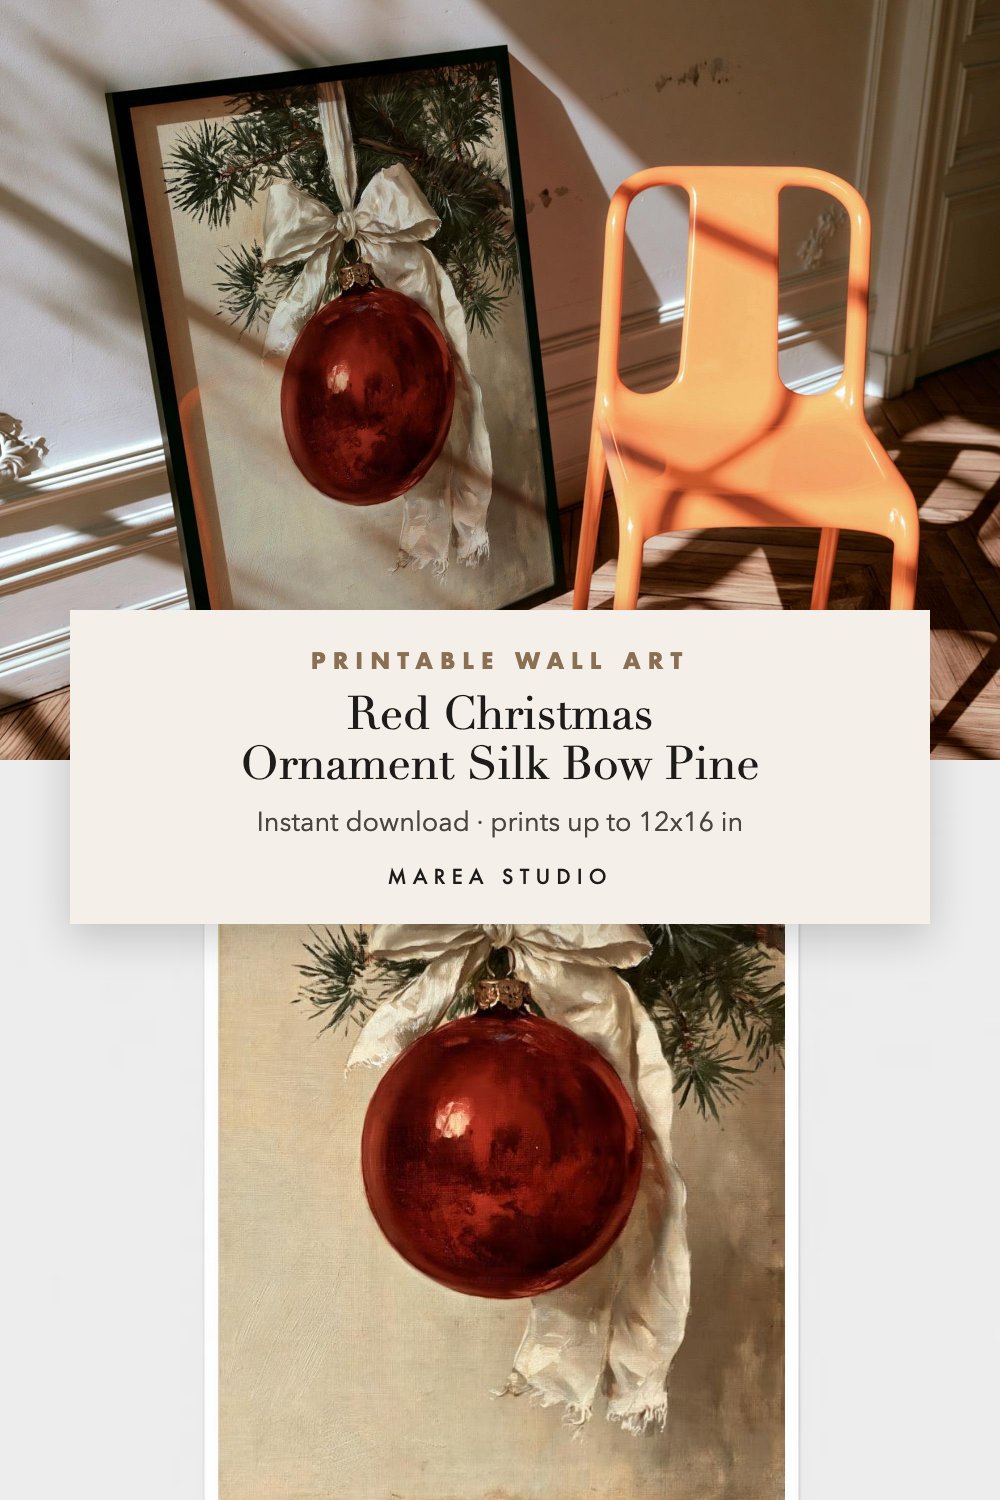 PRINTABLE WALL ART
Red Christmas
Ornament Silk Bow Pine
Instant download · prints up to 12x16 in
MAREA STUDIO